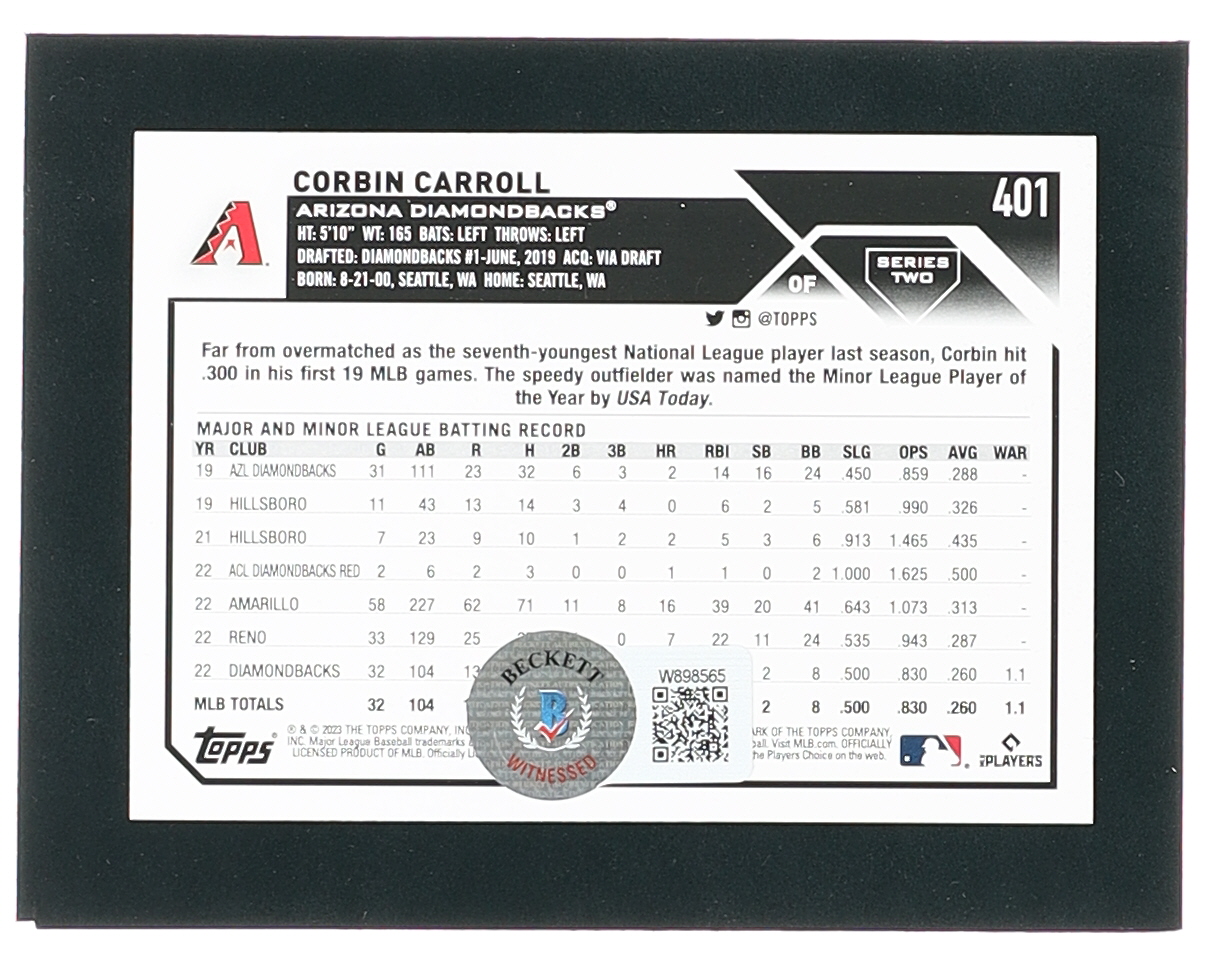 CORBIN CARROLL
401
ARIZONA DIAMONDBACKS®
HT: 5'10" WT: 165 BATS: LEFT THROWS: LEFT
DRAFTED: DIAMONDBACKS #1-JUNE, 2019 ACQ: VIA DRAFT
BORN: 8-21-00, SEATTLE, WA HOME: SEATTLE, WA
OF
SERIES
TWO
@TOPPS
Far from overmatched as the seventh-youngest National League player last season, Corbin hit
.300 in his first 19 MLB games. The speedy outfielder was named the Minor League Player of
the Year by USA Today.
MAJOR AND MINOR LEAGUE BATTING RECORD
YR CLUB G AB R H 2B 3B HR RBI SB BB SLG OPS AVG WAR
19 AZL DIAMONDBACKS 31 111 23 32 6 3 2 14 16 24 .450 .859 .288 -
19 HILLSBORO 11 43 13 14 3 4 0 6 2 5 .581 .990 .326 -
21 HILLSBORO 7 23 9 10 1 2 2 5 3 6 .913 1.465 .435 -
22 ACL DIAMONDBACKS RED 2 6 2 3 0 0 1 1 0 2 1.000 1.625 .500 -
22 AMARILLO 58 227 62 71 11 8 16 39 20 41 .643 1.073 .313 -
22 RENO 33 129 25 0 7 22 11 24 .535 .943 .287 -
22 DIAMONDBACKS 32 104 13 2 8 .500 .830 .260 1.1
MLB TOTALS 32 104 2 8 .500 .830 .260 1.1
BECKETT
B
WITNESSED
W898565
Topps®
® & © 2023 THE TOPPS COMPANY, INC
INC. Major League Baseball trademarks
LICENSED PRODUCT OF MLB. Officially
OF THE TOPPS COMPANY,
Visit MLB.com. OFFICIALLY
Players Choice on the web.
PLAYERS